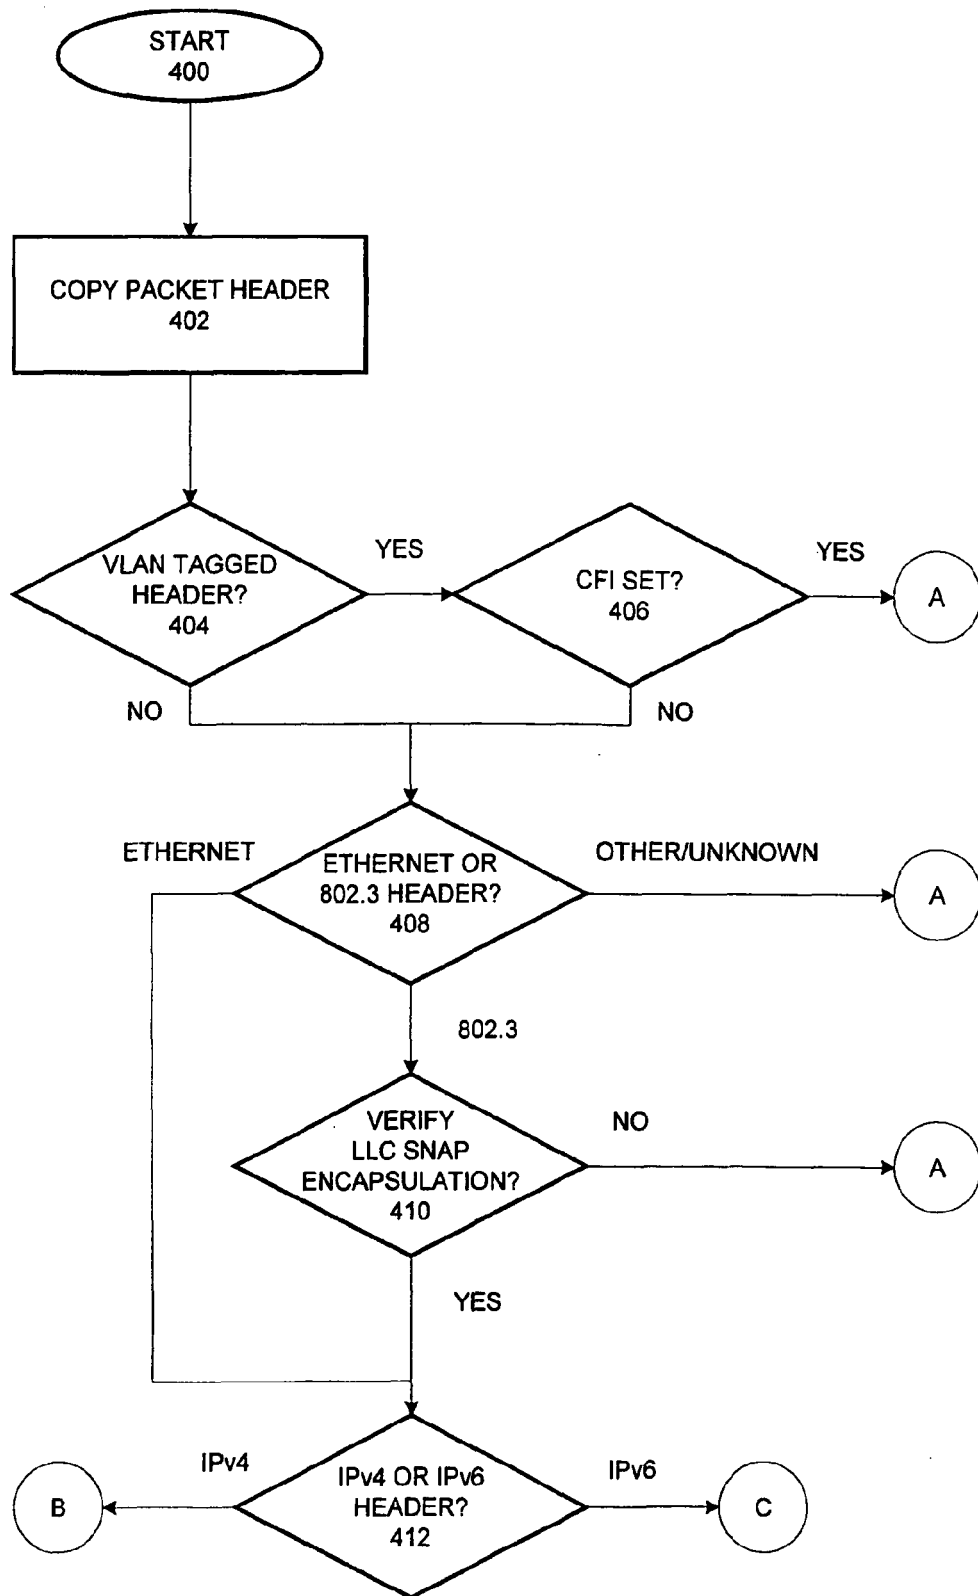 START
400
COPY PACKET HEADER
402
VLAN TAGGED
HEADER?
404
YES
CFI SET?
406
YES
A
NO
NO
ETHERNET
ETHERNET OR
802.3 HEADER?
408
OTHER/UNKNOWN
A
802.3
VERIFY
LLC SNAP
ENCAPSULATION?
410
NO
A
YES
IPv4
IPv4 OR IPv6
HEADER?
412
IPv6
B
C